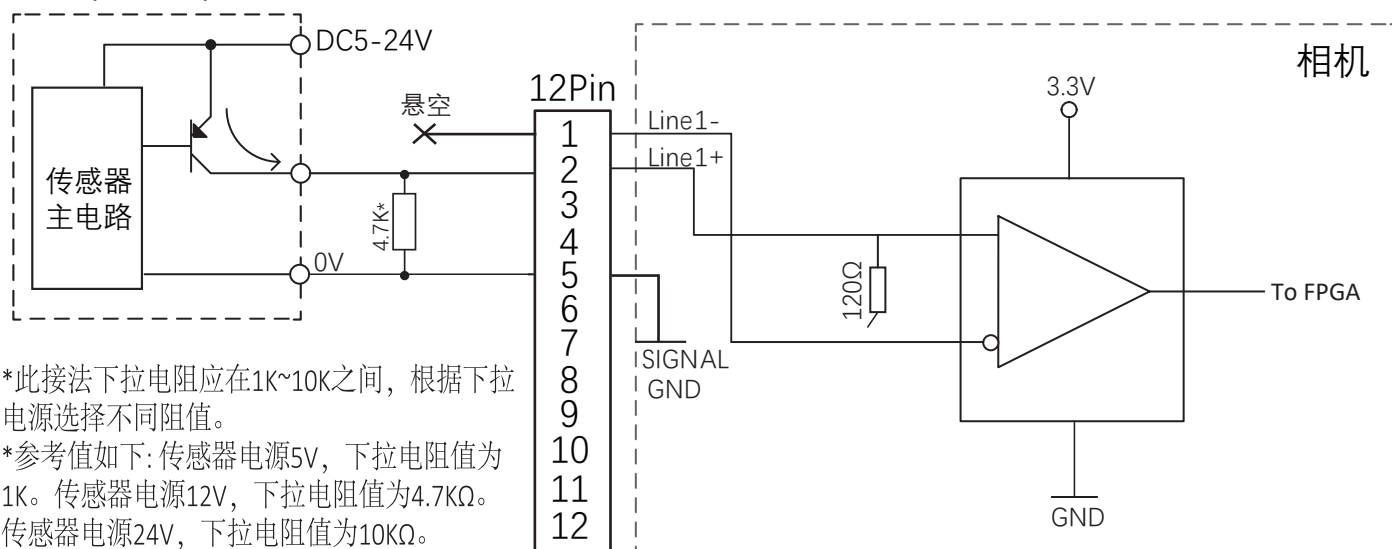 DC5-24V
传感器
主电路
0V
4.7K*
悬空
12Pin
1
2
3
4
5
6
7
8
9
10
11
12
Line1-
Line1+
SIGNAL
GND
相机
3.3V
120Ω
To FPGA
GND
*此接法下拉电阻应在1K~10K之间，根据下拉
电源选择不同阻值。
*参考值如下：传感器电源5V，下拉电阻值为
1K。传感器电源12V，下拉电阻值为4.7KΩ。
传感器电源24V，下拉电阻值为10KΩ。